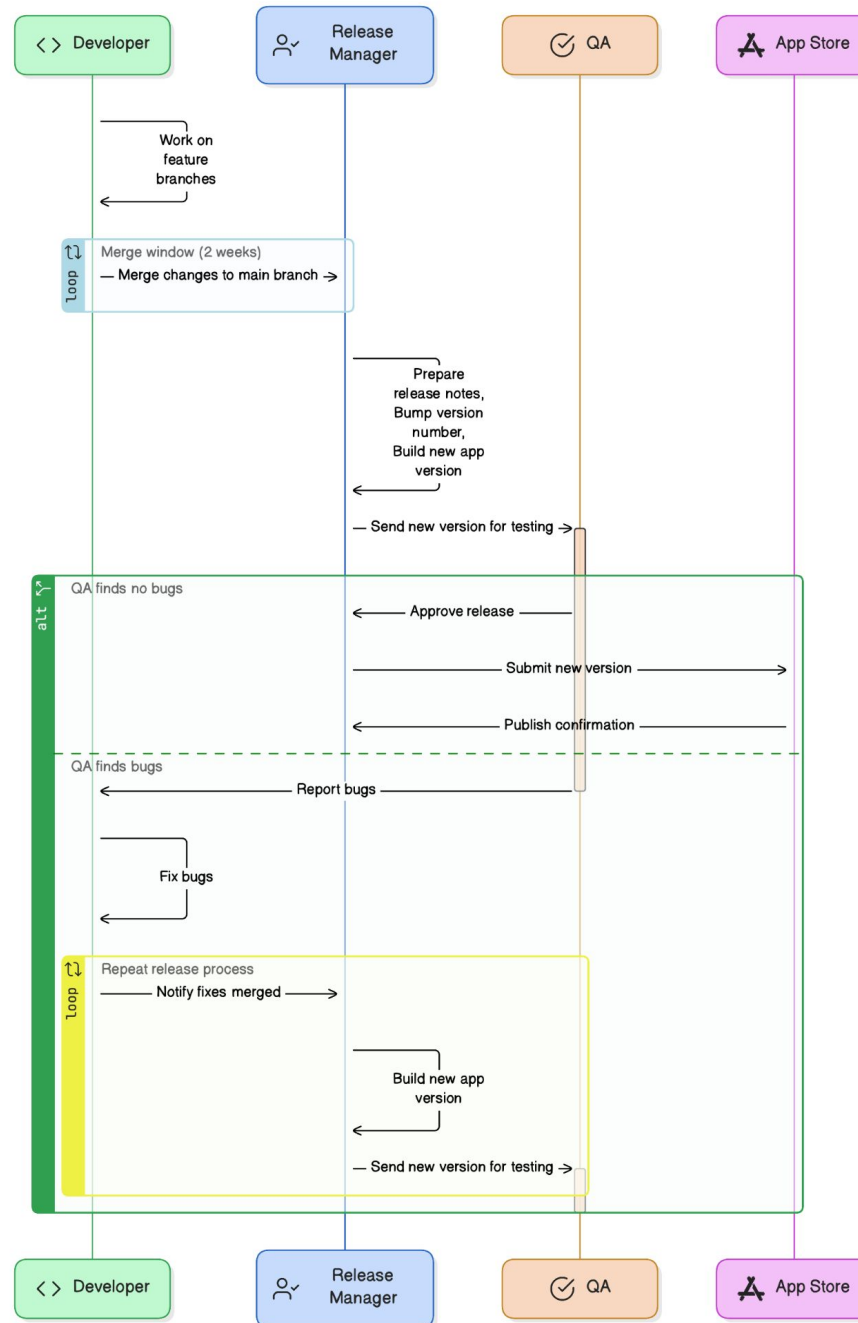 Developer
Release
Manager
QA
App Store
Work on
feature
branches
loop
Merge window (2 weeks)
Merge changes to main branch
Prepare
release notes,
Bump version
number,
Build new app
version
Send new version for testing
alt
QA finds no bugs
Approve release
Submit new version
Publish confirmation
QA finds bugs
Report bugs
Fix bugs
loop
Repeat release process
Notify fixes merged
Build new app
version
Send new version for testing
Developer
Release
Manager
QA
App Store